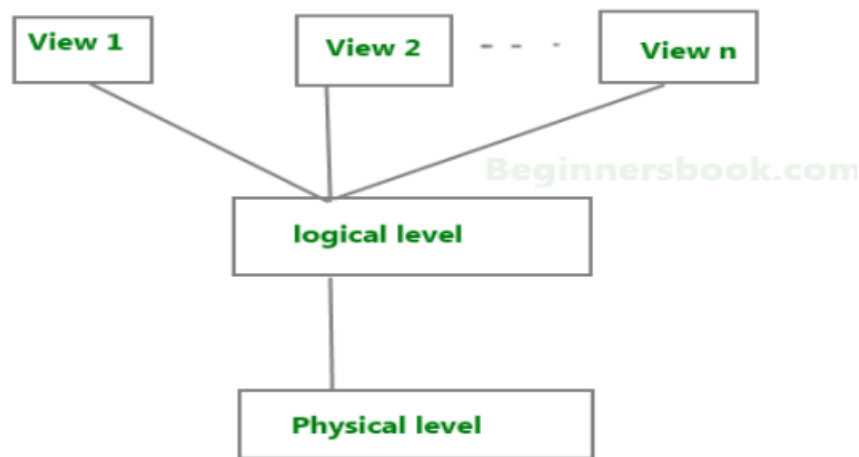 View 1
View 2
View n
Beginnersbook.com
logical level
Physical level